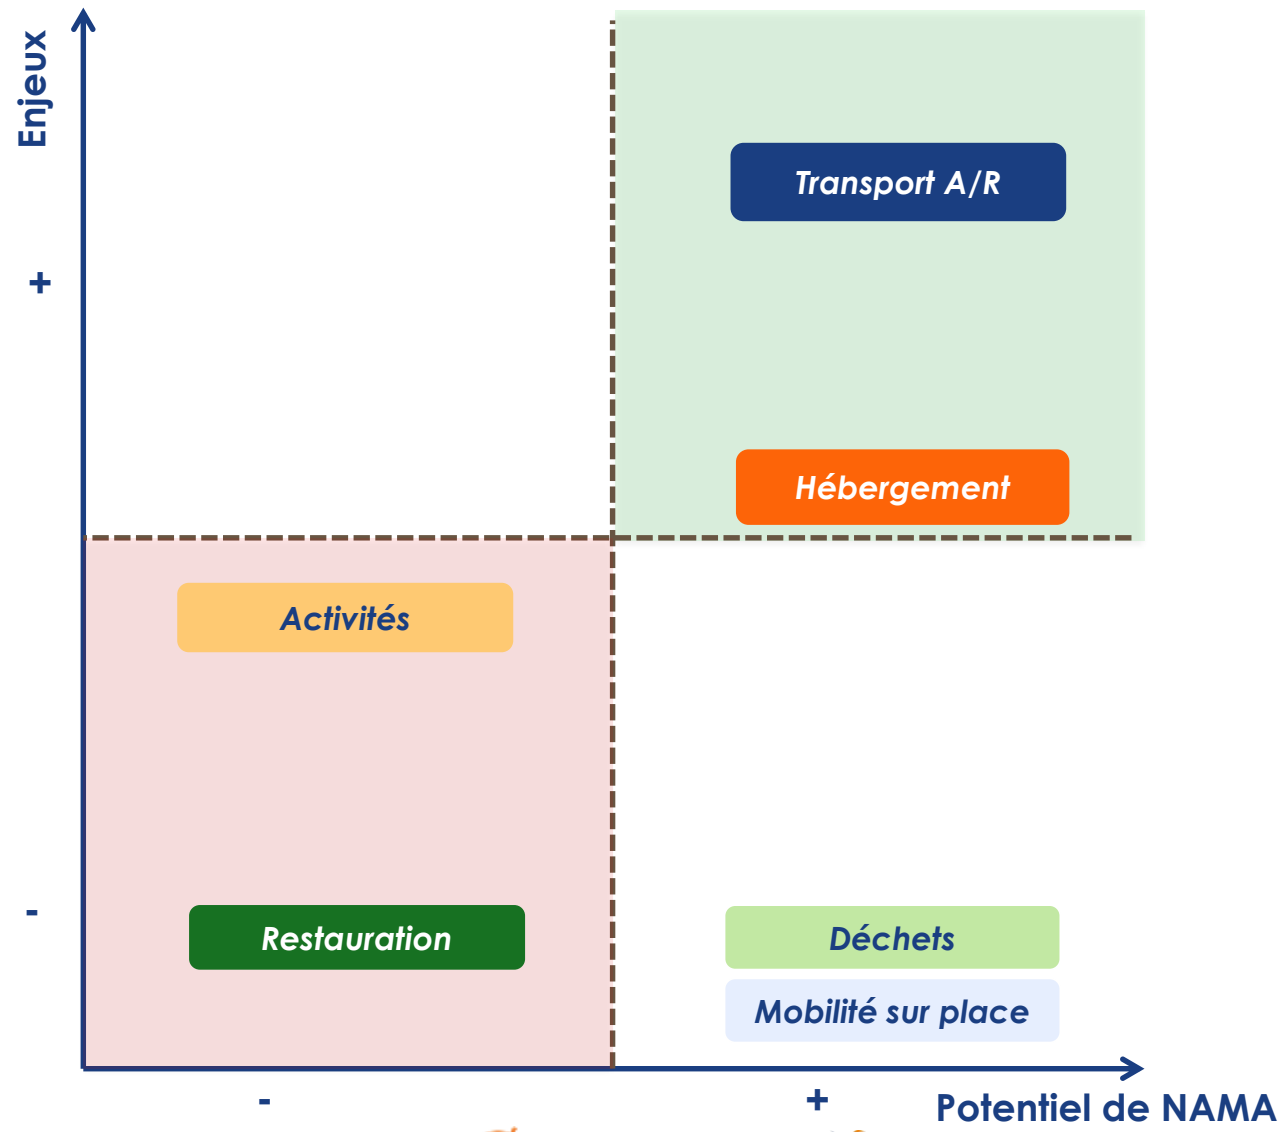 Enjeux
Transport A/R
+
Hébergement
Activités
-
Restauration
Déchets
Mobilité sur place
-
+
Potentiel de NAMA